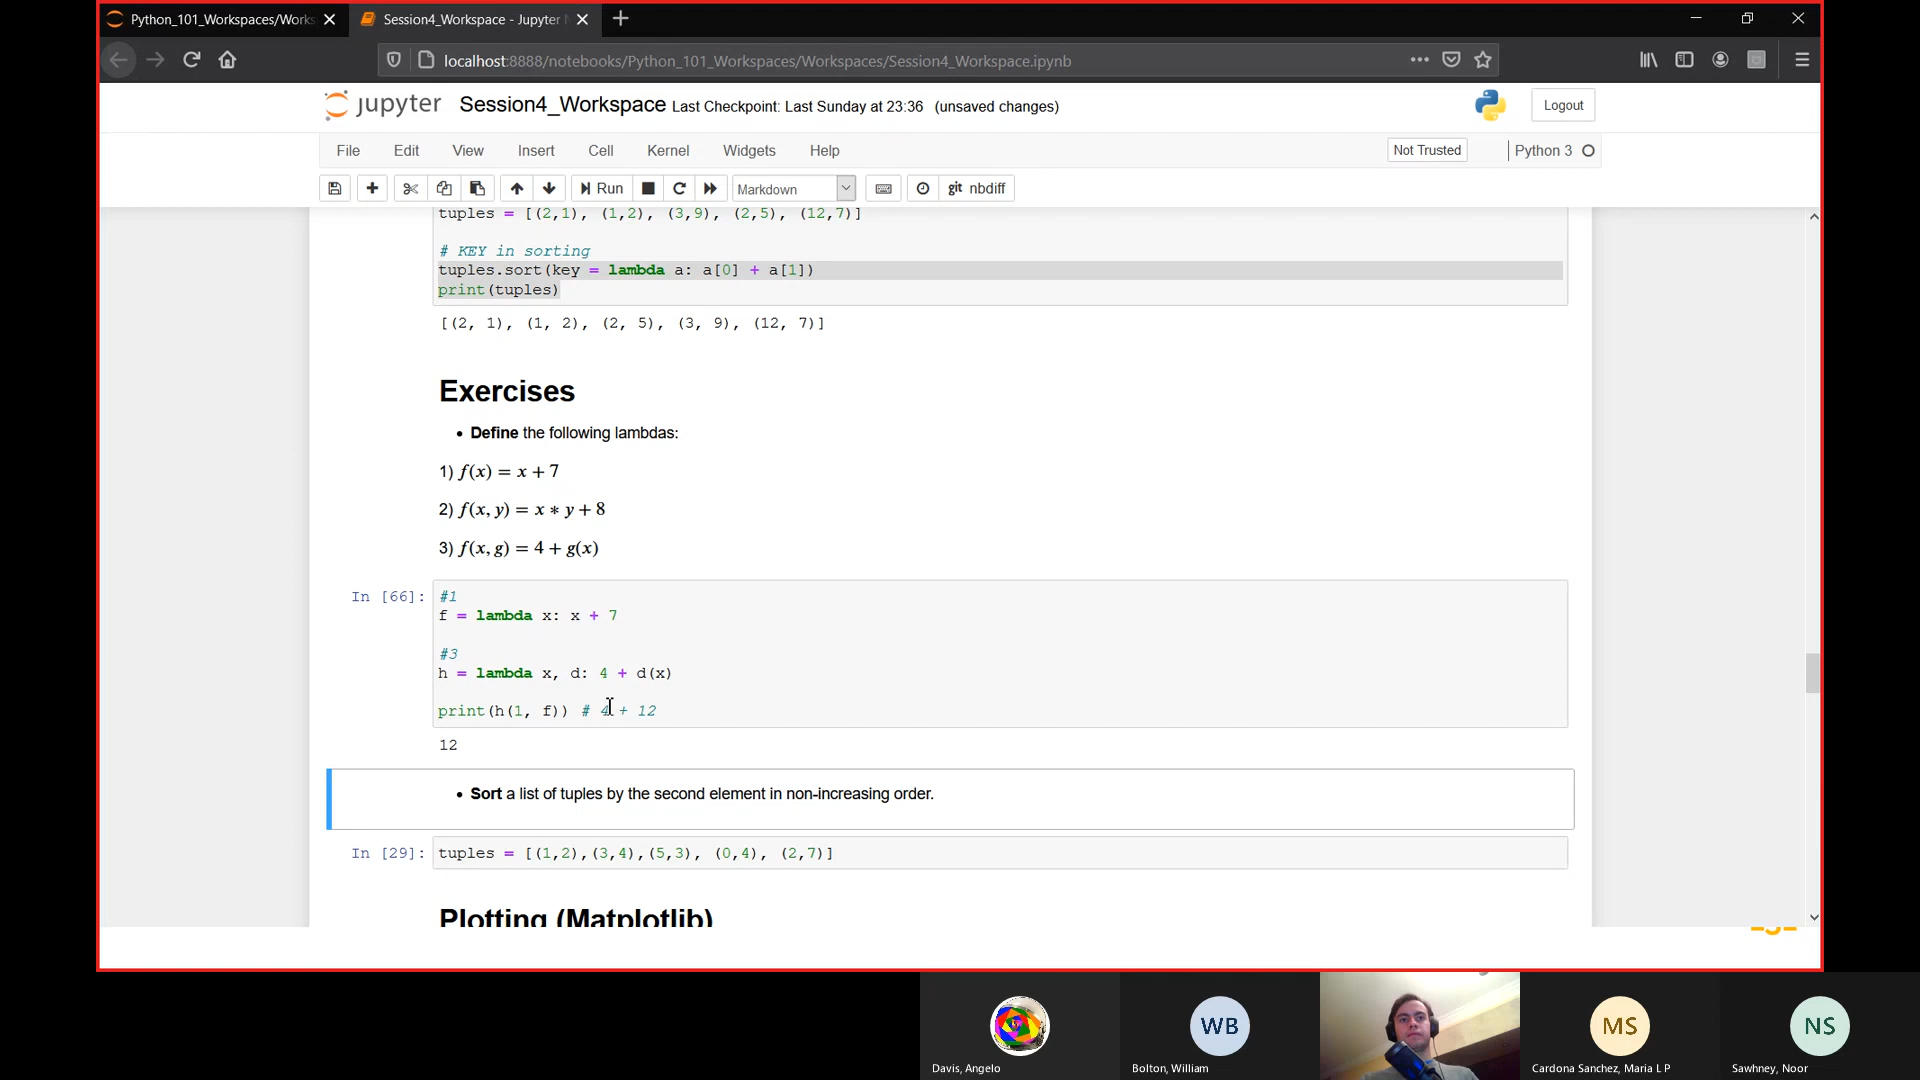 Python_101_Workspaces/Works
Session4_Workspace - Jupyter N
localhost:8888/notebooks/Python_101_Workspaces/Workspaces/Session4_Workspace.ipynb
jupyter Session4_Workspace Last Checkpoint: Last Sunday at 23:36 (unsaved changes)
Logout
File Edit View Insert Cell Kernel Widgets Help
Not Trusted
Python 3
Run
Markdown
git nbdiff
tuples = [(2,1), (1,2), (3,9), (2,5), (12,7)]
# KEY in sorting
tuples.sort(key = lambda a: a[0] + a[1])
print(tuples)
[(2, 1), (1, 2), (2, 5), (3, 9), (12, 7)]
Exercises
• Define the following lambdas:
1) f(x) = x + 7
2) f(x, y) = x ∗ y + 8
3) f(x, g) = 4 + g(x)
In [66]:
#1
f = lambda x: x + 7
#3
h = lambda x, d: 4 + d(x)
print(h(1, f)) # 4 + 12
12
• Sort a list of tuples by the second element in non-increasing order.
In [29]: tuples = [(1,2),(3,4),(5,3), (0,4), (2,7)]
Plotting (Matplotlib)
WB
MS
NS
Davis, Angelo
Bolton, William
Cardona Sanchez, Maria L P
Sawhney, Noor